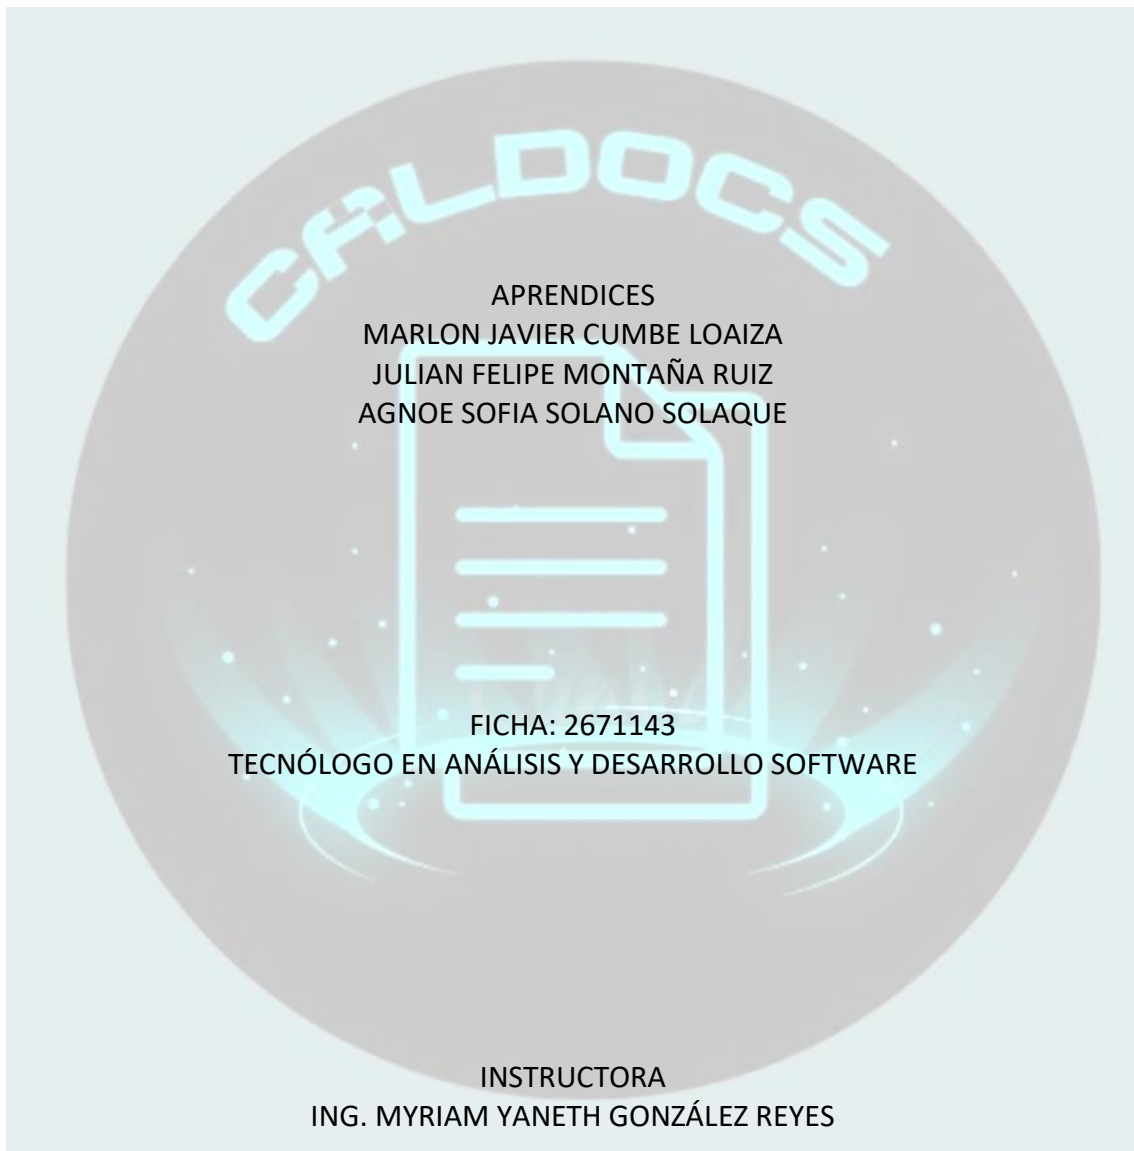 CALDOCS
APRENDICES
MARLON JAVIER CUMBE LOAIZA
JULIAN FELIPE MONTAÑA RUIZ
AGNOE SOFIA SOLANO SOLAQUE
FICHA: 2671143
TECNÓLOGO EN ANÁLISIS Y DESARROLLO SOFTWARE
INSTRUCTORA
ING. MYRIAM YANETH GONZÁLEZ REYES